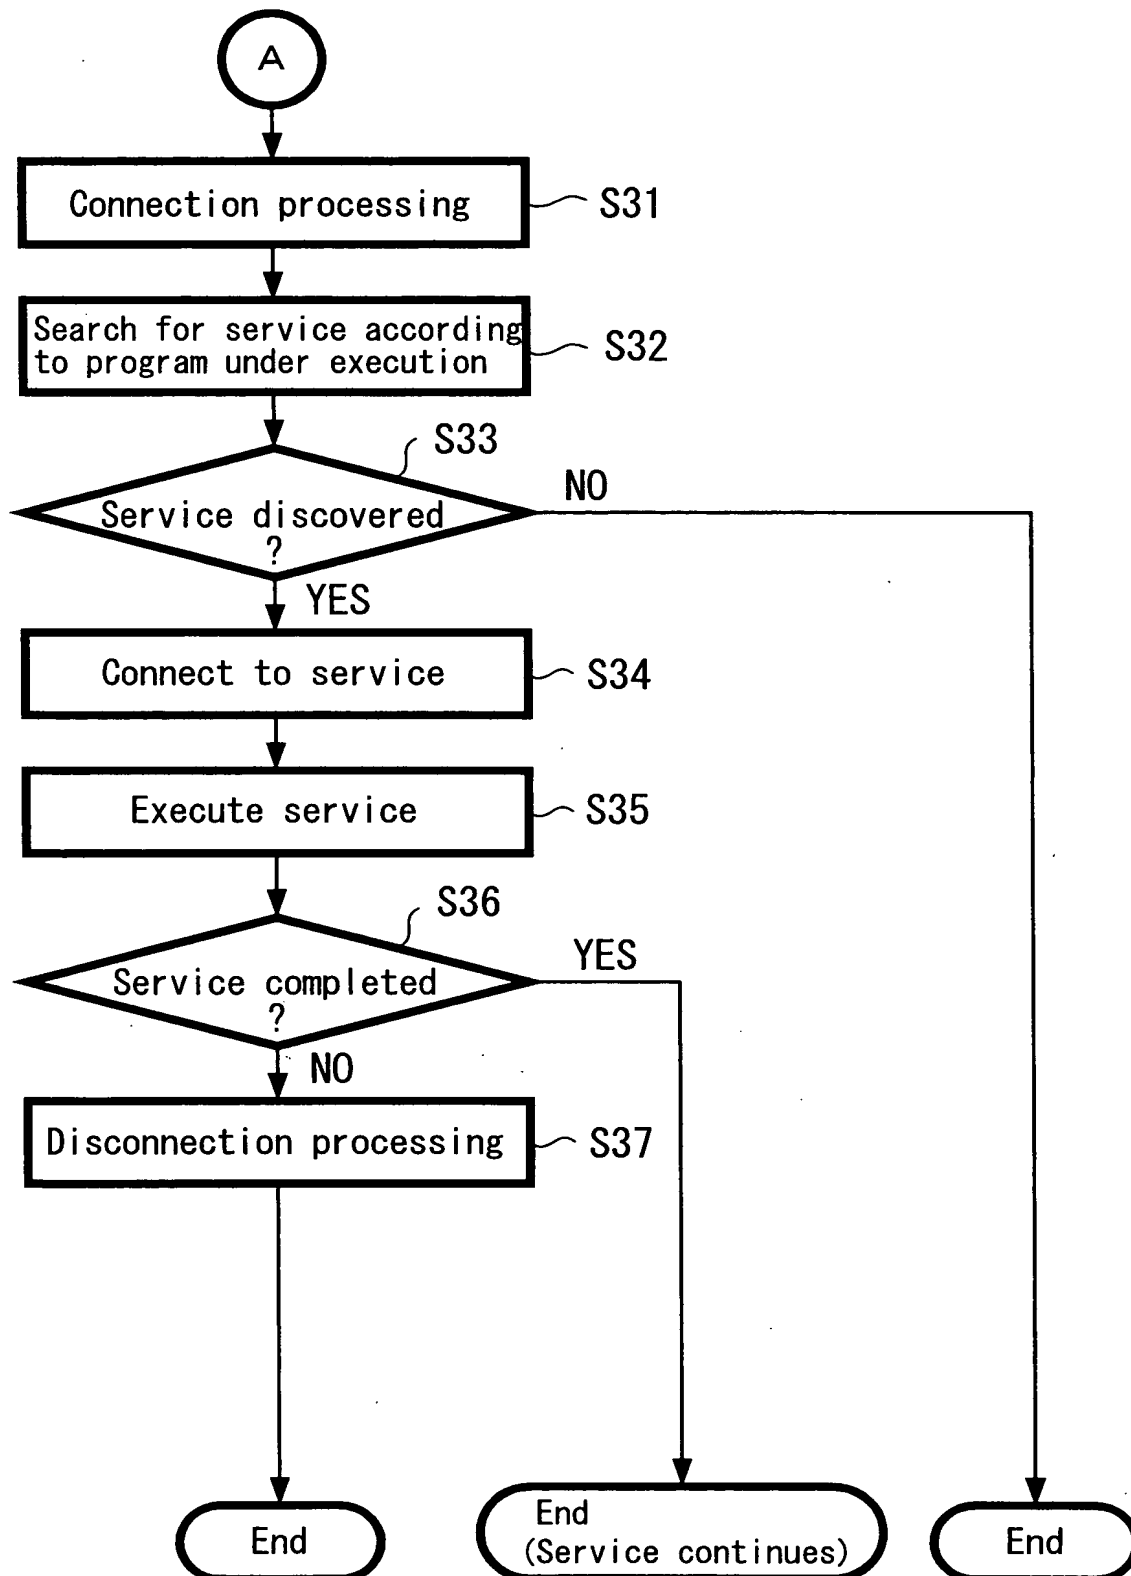 A
Connection processing
S31
Search for service according
to program under execution
S32
S33
Service discovered
?
NO
YES
Connect to service
S34
Execute service
S35
S36
Service completed
?
YES
NO
Disconnection processing
S37
End
End
(Service continues)
End